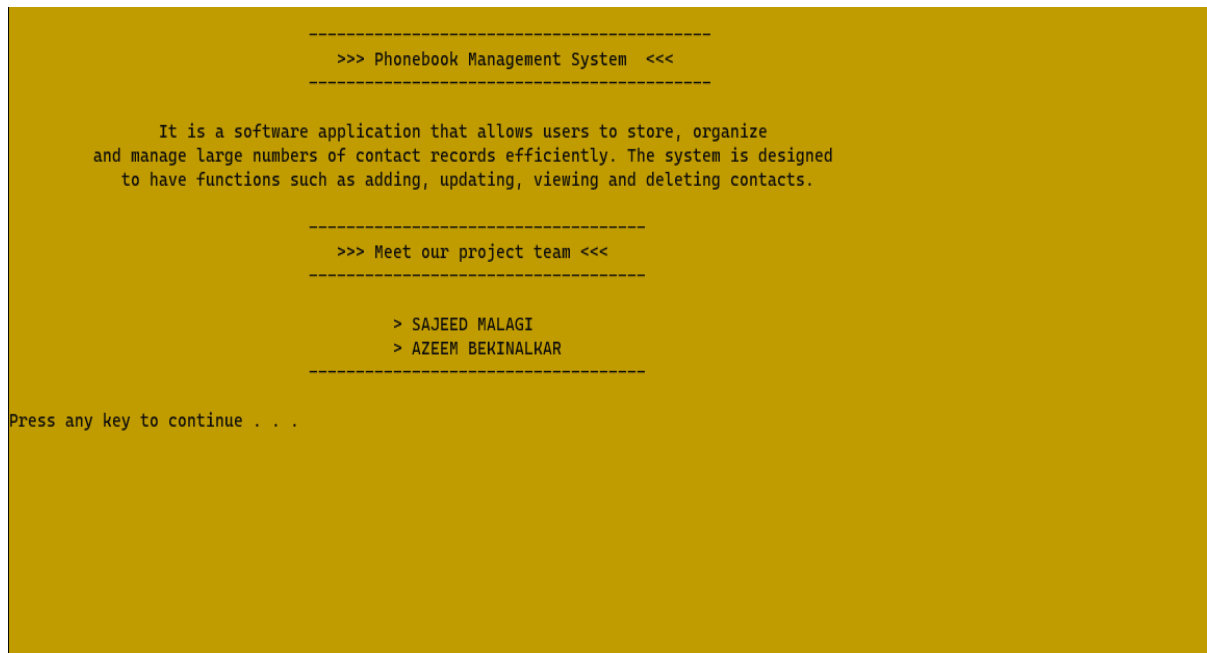 -------------------------------------------
>>> Phonebook Management System  <<<
-------------------------------------------
It is a software application that allows users to store, organize
and manage large numbers of contact records efficiently. The system is designed
to have functions such as adding, updating, viewing and deleting contacts.
------------------------------------
>>> Meet our project team <<<
------------------------------------
> SAJEED MALAGI
> AZEEM BEKINALKAR
------------------------------------
Press any key to continue . . .